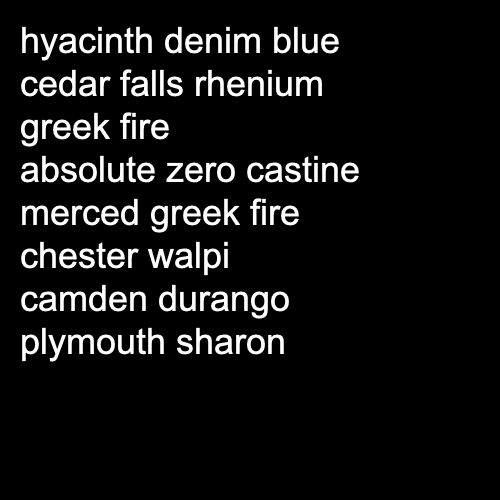 hyacinth denim blue
cedar falls rhenium
greek fire
absolute zero castine
merced greek fire
chester walpi
camden durango
plymouth sharon